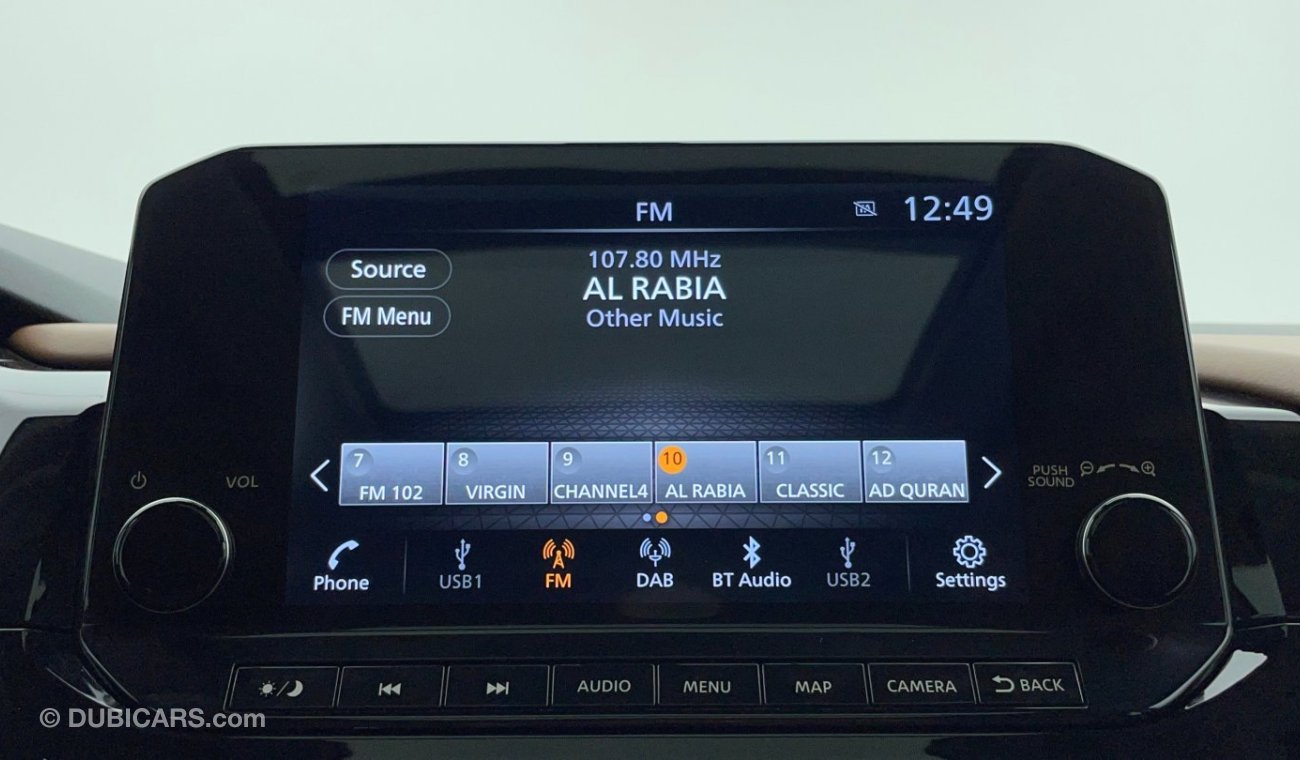 FM
TA
12:49
Source
107.80 MHz
AL RABIA
FM Menu
Other Music
7 8 9 10 11 12
FM 102 VIRGIN CHANNEL4 AL RABIA CLASSIC AD QURAN
VOL
PUSH
SOUND
Phone USB1 FM DAB BT Audio USB2 Settings
AUDIO MENU MAP CAMERA BACK
© DUBICARS.com